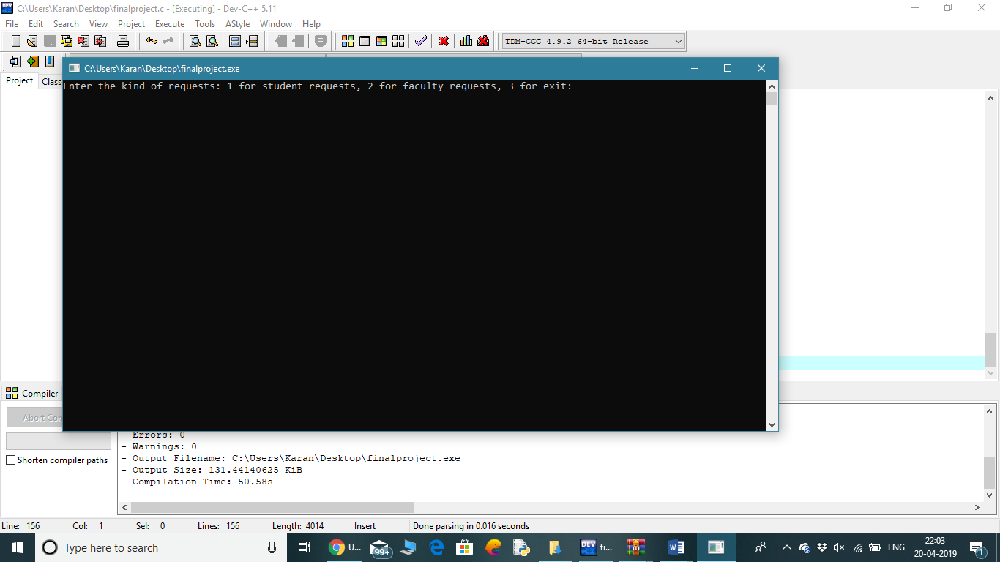 C:\Users\Karan\Desktop\finalproject.c - [Executing] - Dev-C++ 5.11
File Edit Search View Project Execute Tools AStyle Window Help
TDM-GCC 4.9.2 64-bit Release
Project Class
C:\Users\Karan\Desktop\finalproject.exe
Enter the kind of requests: 1 for student requests, 2 for faculty requests, 3 for exit:
Compiler
Abort Con
Shorten compiler paths
- Errors: 0
- Warnings: 0
- Output Filename: C:\Users\Karan\Desktop\finalproject.exe
- Output Size: 131.44140625 KiB
- Compilation Time: 50.58s
Line: 156 Col: 1 Sel: 0 Lines: 156 Length: 4014 Insert Done parsing in 0.016 seconds
Type here to search
99+
U...
DEV
fi...
ENG
22:03
20-04-2019
1